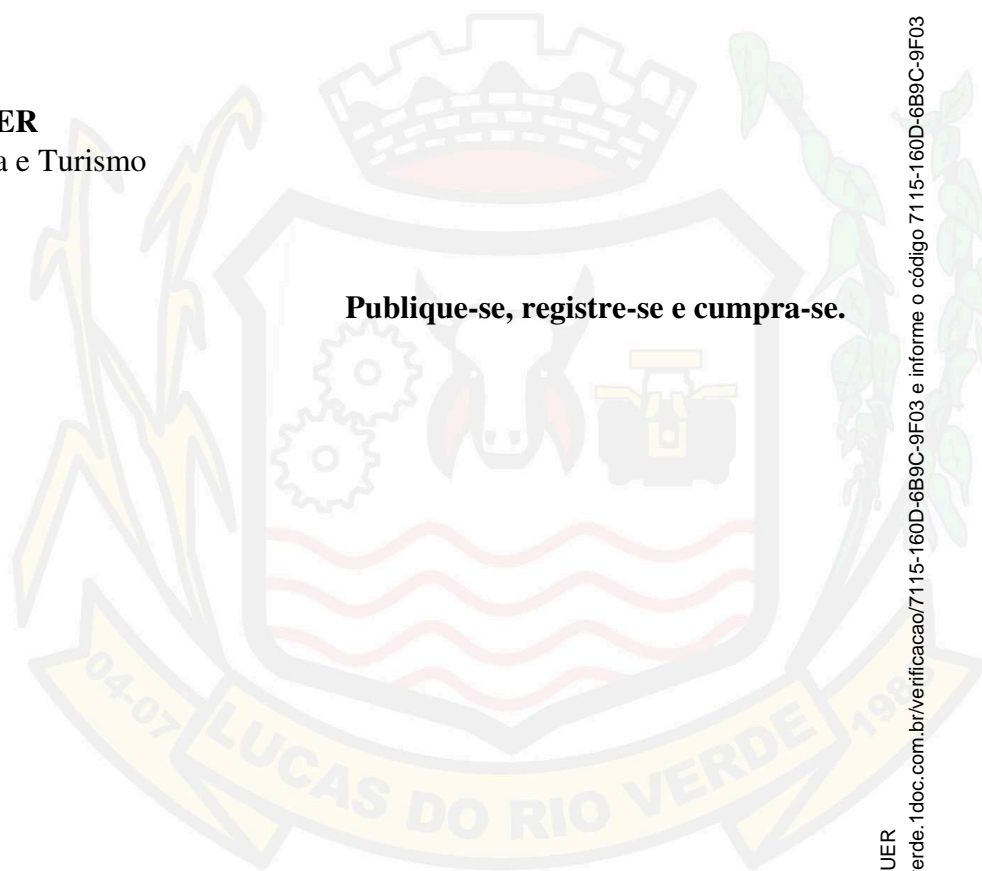 ER
a e Turismo
Publique-se, registre-se e cumpra-se.
04-07
LUCAS DO RIO VERDE
1988
UER
erde.1doc.com.br/verificacao/7115-160D-6B9C-9F03 e informe o código 7115-160D-6B9C-9F03